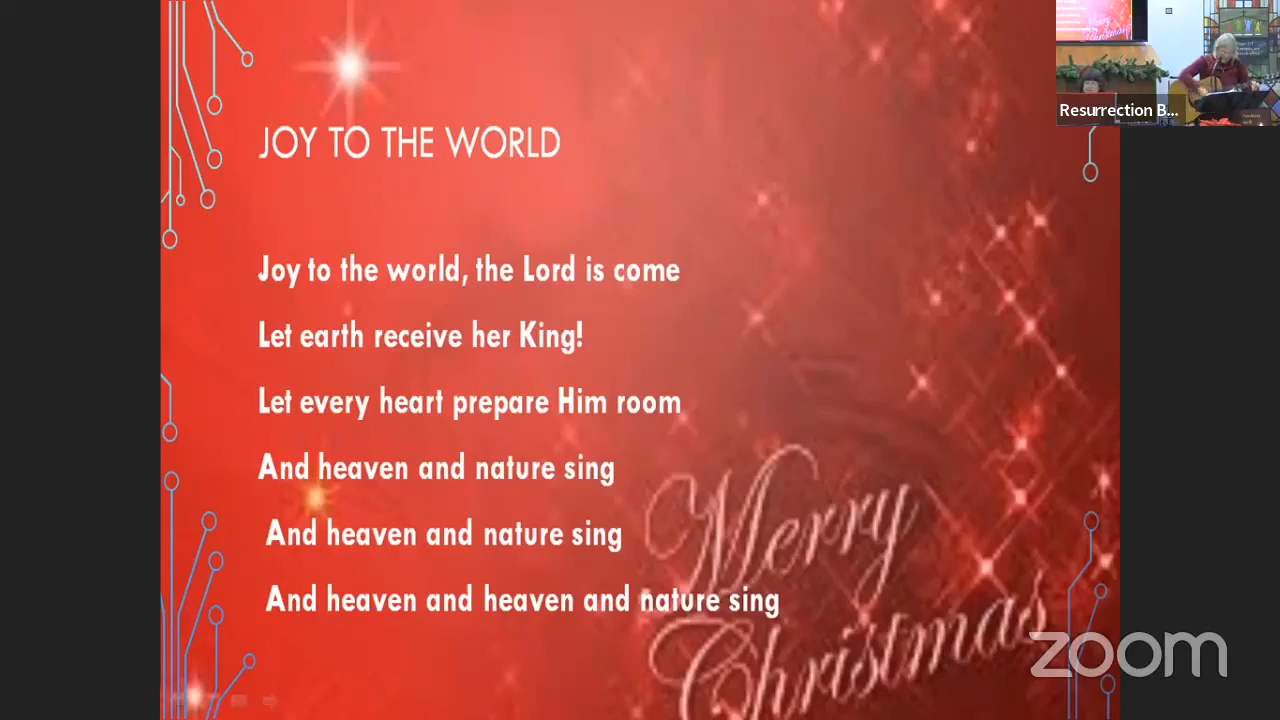 JOY TO THE WORLD
Joy to the world, the Lord is come
Let earth receive her King!
Let every heart prepare Him room
And heaven and nature sing
And heaven and nature sing
And heaven and heaven and nature sing
Merry
Christmas
Resurrection B...
Merry
Christmas
zoom